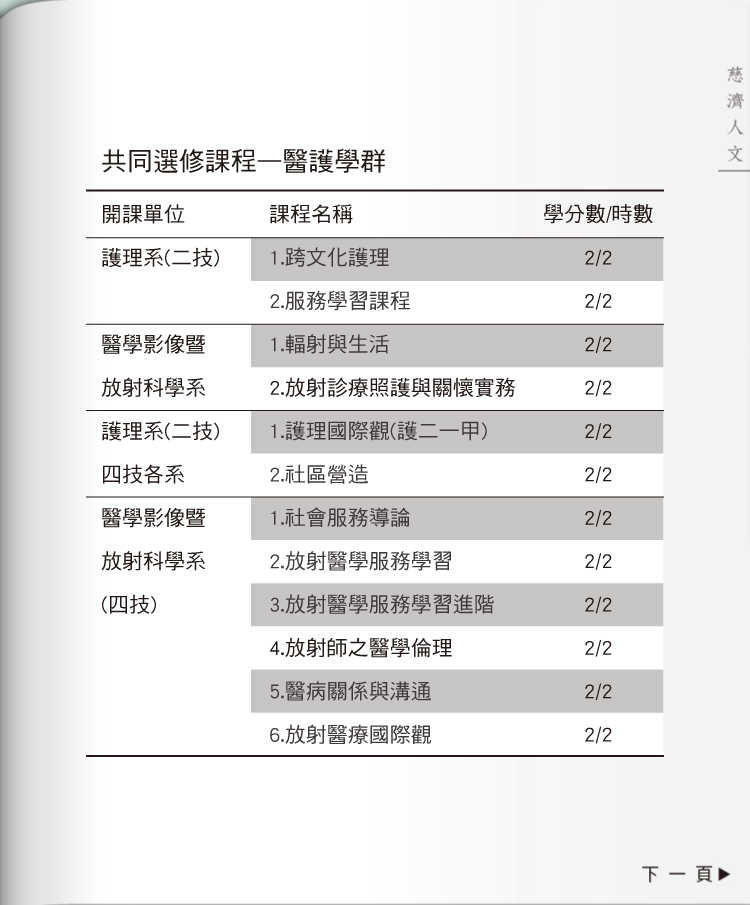 慈濟人文
共同選修課程—醫護學群
開課單位 課程名稱 學分數/時數
護理系(二技) 1.跨文化護理 2/2
2.服務學習課程 2/2
醫學影像暨 1.輻射與生活 2/2
放射科學系 2.放射診療照護與關懷實務 2/2
護理系(二技) 1.護理國際觀(護二一甲) 2/2
四技各系 2.社區營造 2/2
醫學影像暨 1.社會服務導論 2/2
放射科學系 2.放射醫學服務學習 2/2
(四技) 3.放射醫學服務學習進階 2/2
4.放射師之醫學倫理 2/2
5.醫病關係與溝通 2/2
6.放射醫療國際觀 2/2
下一頁▶